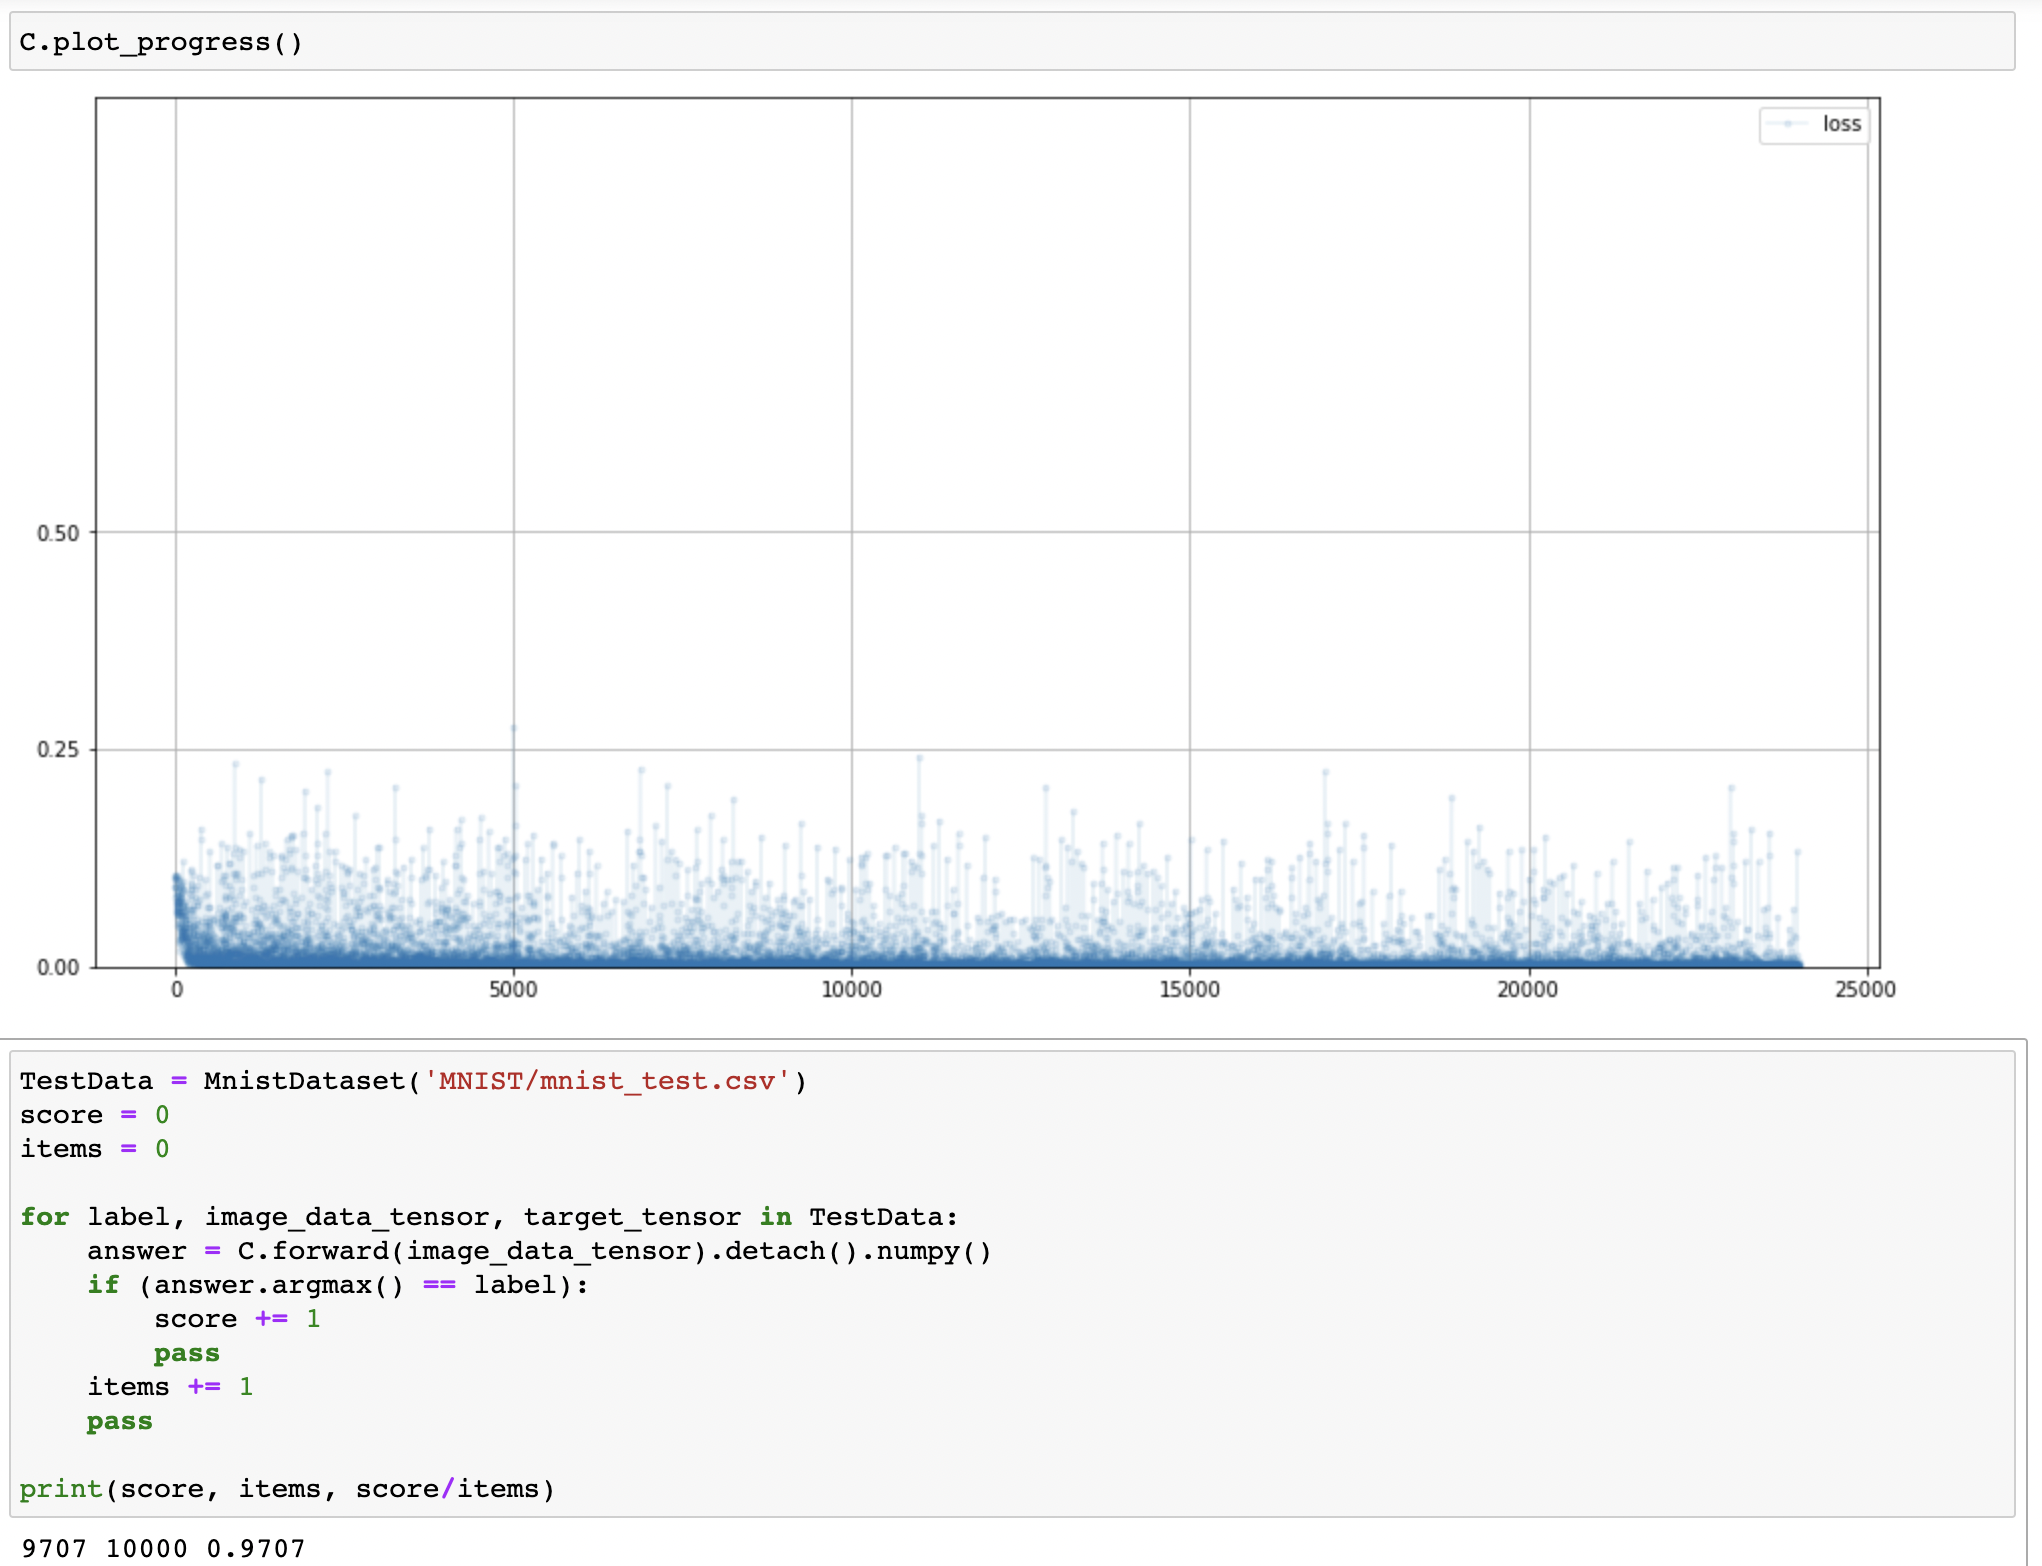 C.plot_progress()
loss
0.50
0.25
0.00
0 5000 10000 15000 20000 25000
TestData = MnistDataset('MNIST/mnist_test.csv')
score = 0
items = 0
for label, image_data_tensor, target_tensor in TestData:
    answer = C.forward(image_data_tensor).detach().numpy()
    if (answer.argmax() == label):
        score += 1
        pass
    items += 1
    pass
print(score, items, score/items)
9707 10000 0.9707